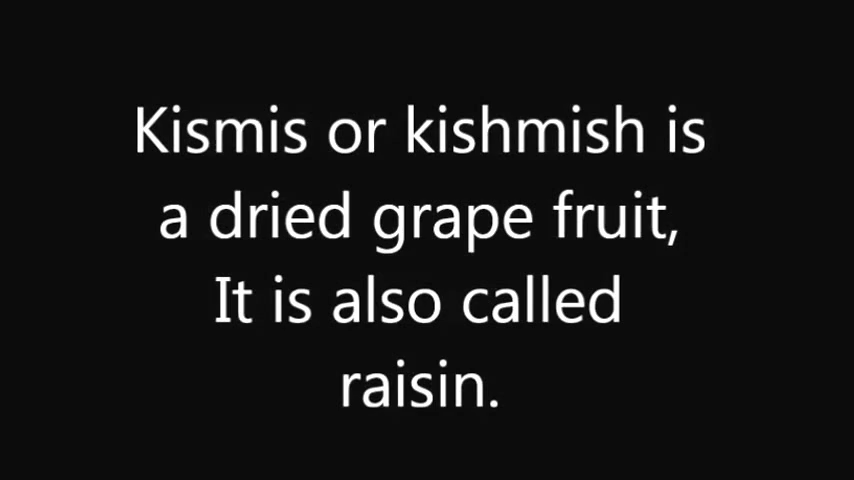 Kismis or kishmish is
a dried grape fruit,
It is also called
raisin.